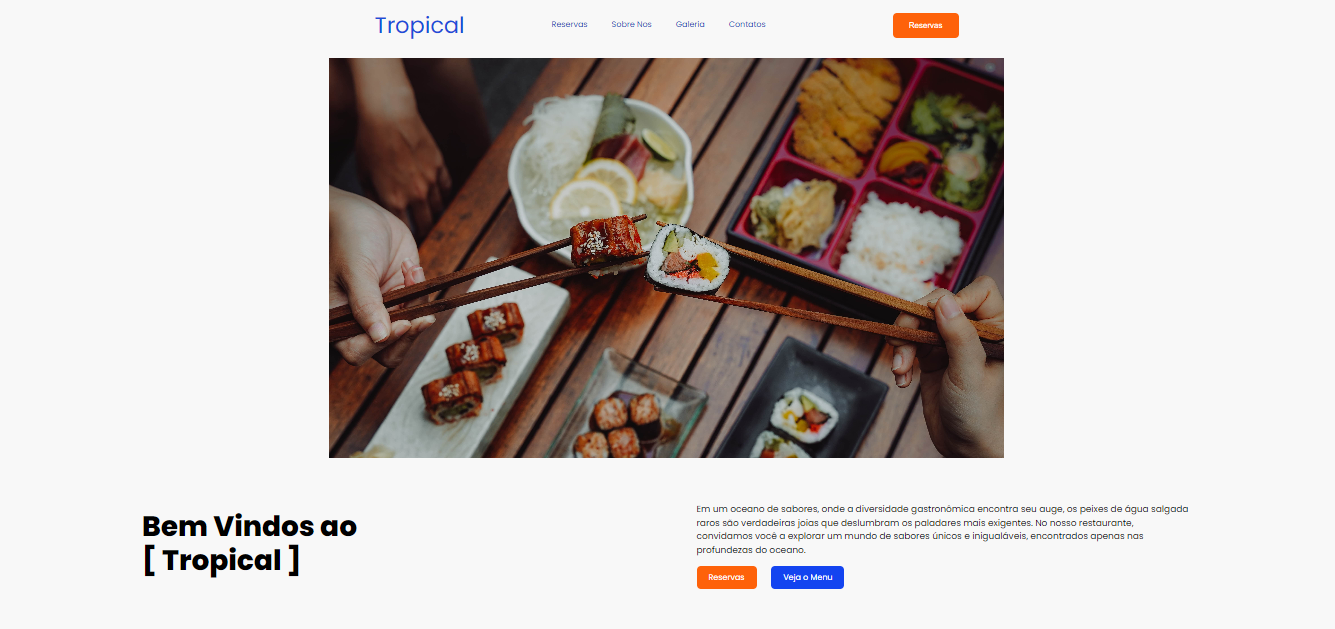 Tropical
Reservas
Sobre Nos
Galeria
Contatos
Reservas
Bem Vindos ao
[ Tropical ]
Em um oceano de sabores, onde a diversidade gastronômica encontra seu auge, os peixes de água salgada
raros são verdadeiras joias que deslumbram os paladares mais exigentes. No nosso restaurante,
convidamos você a explorar um mundo de sabores únicos e inigualáveis, encontrados apenas nas
profundezas do oceano.
Reservas
Veja o Menu